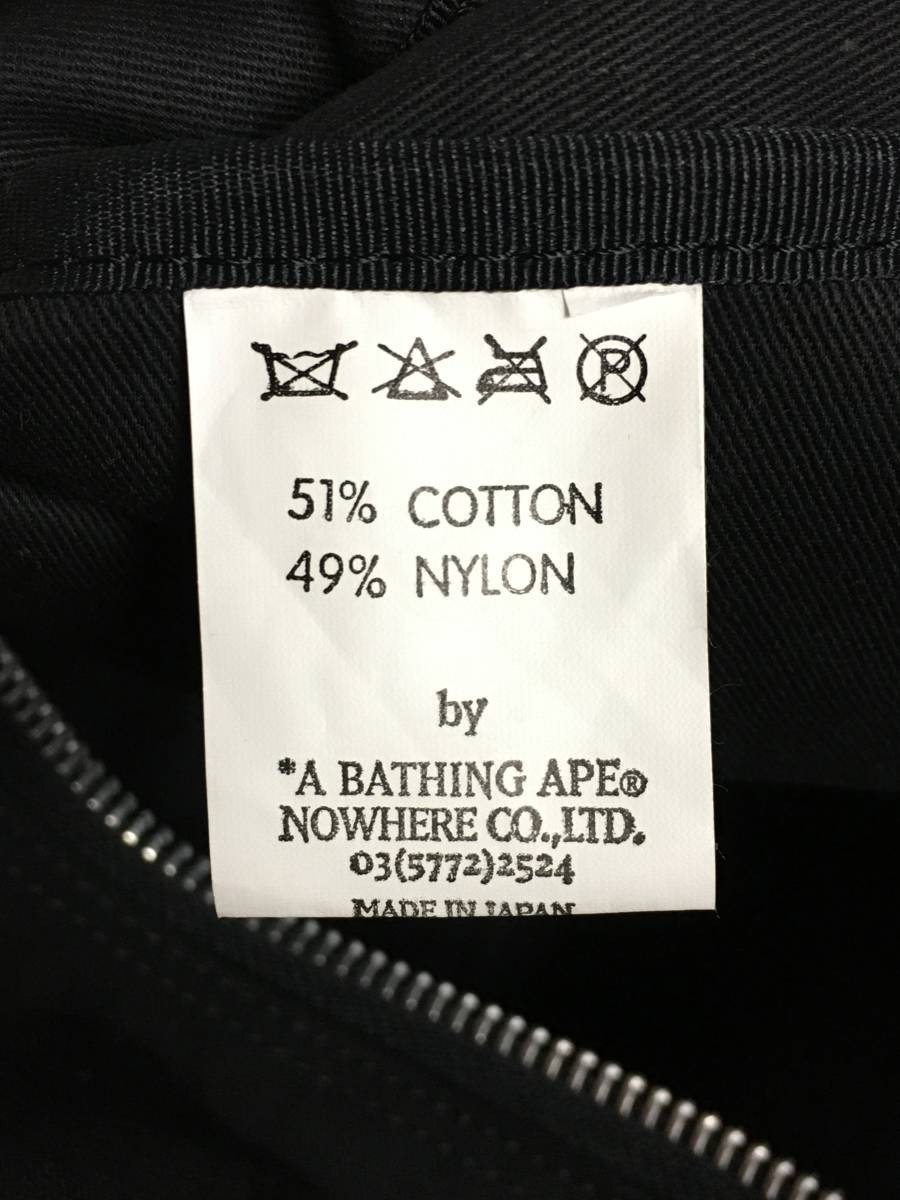 P
51% COTTON
49% NYLON
by
*A BATHING APE®
NOWHERE CO.,LTD.
03(5772)2524
MADE IN JAPAN